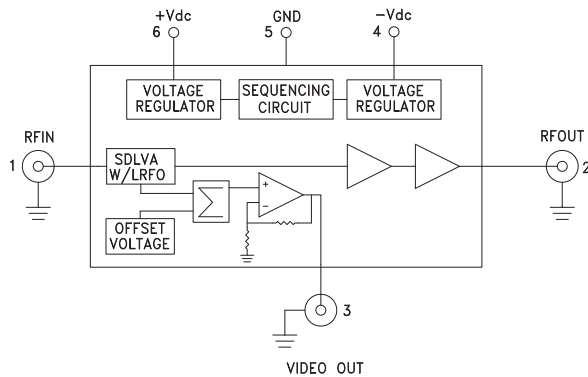 +Vdc GND −Vdc
6 5 4
VOLTAGE REGULATOR
SEQUENCING CIRCUIT
VOLTAGE REGULATOR
RFIN
1
RFOUT
2
SDLVA W/LRFO
Σ
+
−
OFFSET VOLTAGE
3
VIDEO OUT